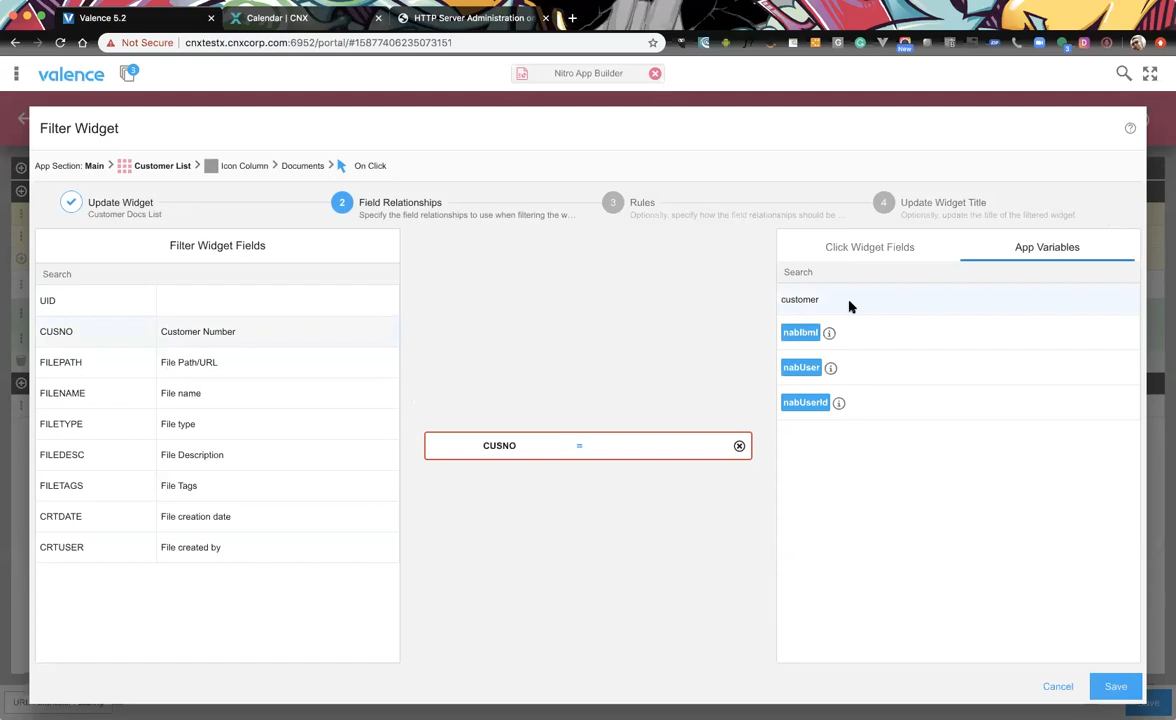 Valence 5.2
Calendar | CNX
HTTP Server Administration o
Not Secure | cnxtestx.cnxcorp.com:6952/portal/#15877406235073151
New
3
valence
3
Nitro App Builder
Filter Widget
App Section: Main > Customer List > Icon Column > Documents > On Click
Update Widget
Customer Docs List
2
Field Relationships
Specify the field relationships to use when filtering the w...
3
Rules
Optionally, specify how the field relationships should be ...
4
Update Widget Title
Optionally, update the title of the filtered widget
Filter Widget Fields
Search
UID
CUSNO Customer Number
FILEPATH File Path/URL
FILENAME File name
FILETYPE File type
FILEDESC File Description
FILETAGS File Tags
CRTDATE File creation date
CRTUSER File created by
CUSNO =
Click Widget Fields
App Variables
Search
customer
nabIbmI
nabUser
nabUserId
Cancel
Save
Save